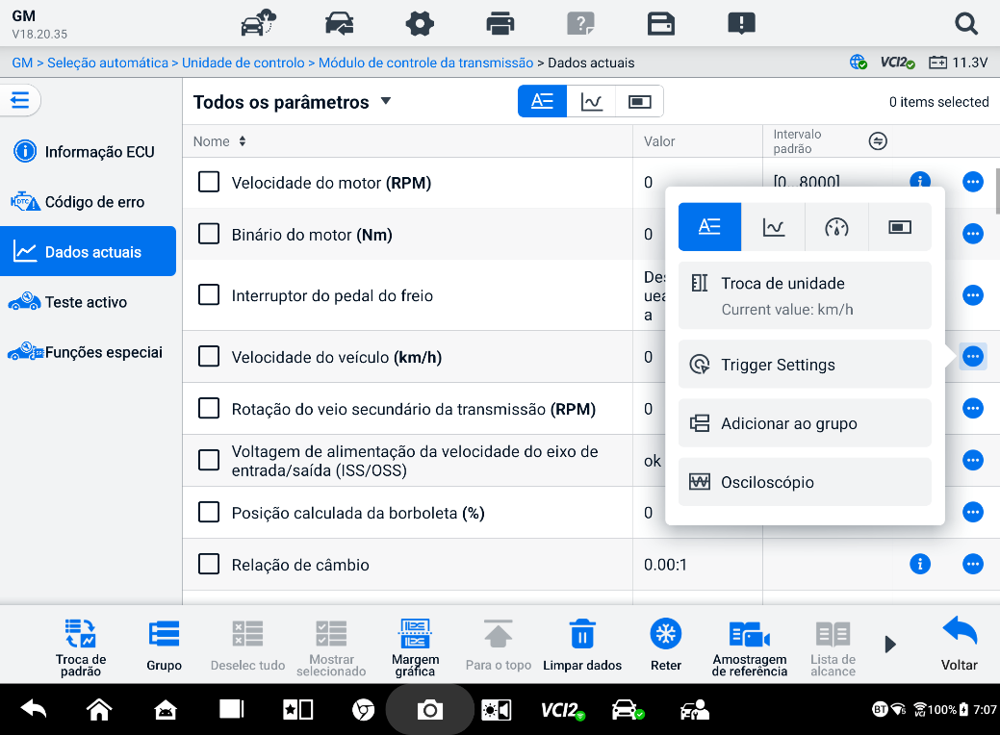 GM
V18.20.35
GM > Seleção automática > Unidade de controlo > Módulo de controle da transmissão > Dados actuais
VCI2
11.3V
Todos os parâmetros
0 items selected
Informação ECU
Código de erro
Dados actuais
Teste activo
Funções especiai
Nome
Valor
Intervalo
padrão
Velocidade do motor (RPM)
0
[0...8000]
Binário do motor (Nm)
0
Interruptor do pedal do freio
Des
uea
a
Velocidade do veículo (km/h)
0
Rotação do veio secundário da transmissão (RPM)
0
Voltagem de alimentação da velocidade do eixo de
entrada/saída (ISS/OSS)
ok
Posição calculada da borboleta (%)
0
Relação de câmbio
0.00:1
Troca de unidade
Current value: km/h
Trigger Settings
Adicionar ao grupo
Osciloscópio
Troca de
padrão
Grupo
Deselec tudo
Mostrar
selecionado
Margem
gráfica
Para o topo
Limpar dados
Reter
Amostragem
de referência
Lista de
alcance
Voltar
VCI2
BT
100%
7:07